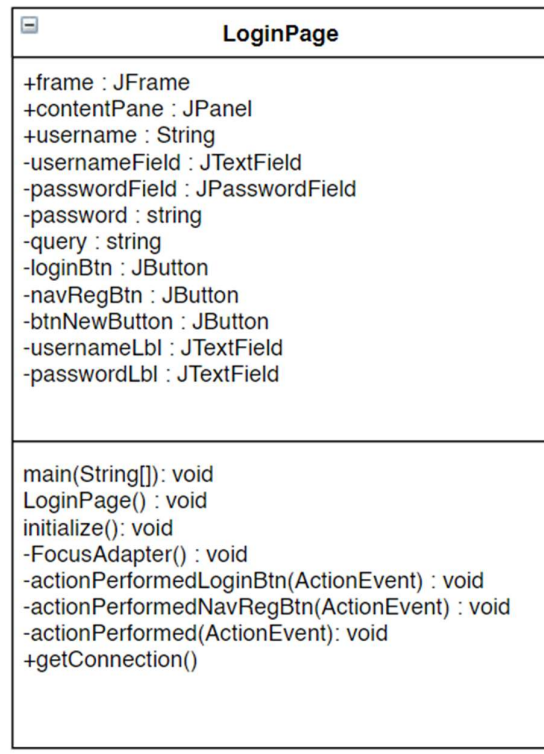 LoginPage
+frame : JFrame
+contentPane : JPanel
+username : String
-usernameField : JTextField
-passwordField : JPasswordField
-password : string
-query : string
-loginBtn : JButton
-navRegBtn : JButton
-btnNewButton : JButton
-usernameLbl : JTextField
-passwordLbl : JTextField
main(String[]): void
LoginPage() : void
initialize(): void
-FocusAdapter() : void
-actionPerformedLoginBtn(ActionEvent) : void
-actionPerformedNavRegBtn(ActionEvent) : void
-actionPerformed(ActionEvent): void
+getConnection()